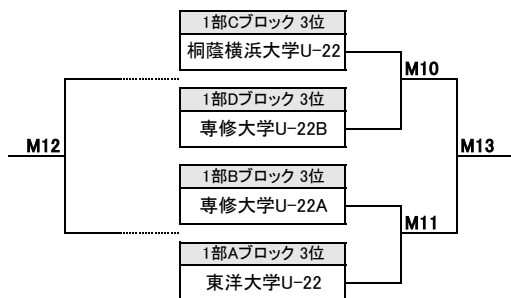 1部Cブロック 3位
桐蔭横浜大学U-22
M10
1部Dブロック 3位
専修大学U-22B
M12
M13
1部Bブロック 3位
専修大学U-22A
M11
1部Aブロック 3位
東洋大学U-22